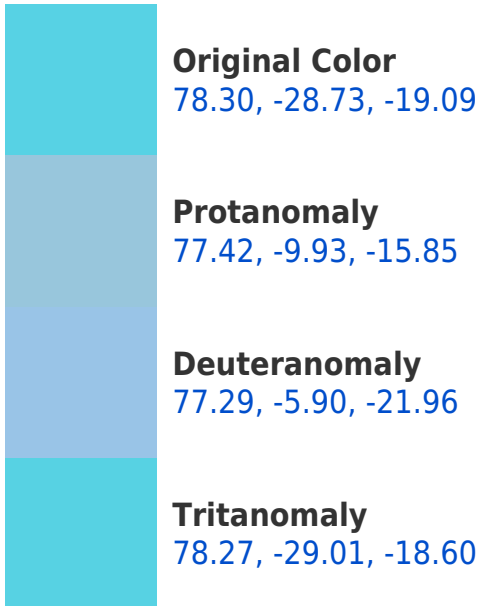 Original Color
78.30, -28.73, -19.09
Protanomaly
77.42, -9.93, -15.85
Deuteranomaly
77.29, -5.90, -21.96
Tritanomaly
78.27, -29.01, -18.60